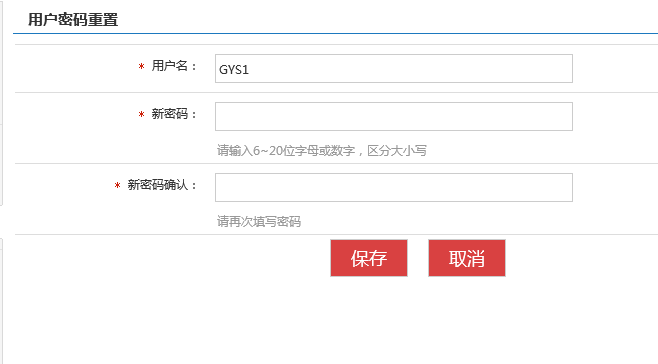 用户密码重置
* 用户名：
GYS1
* 新密码：
请输入6~20位字母或数字，区分大小写
* 新密码确认：
请再次填写密码
保存 取消